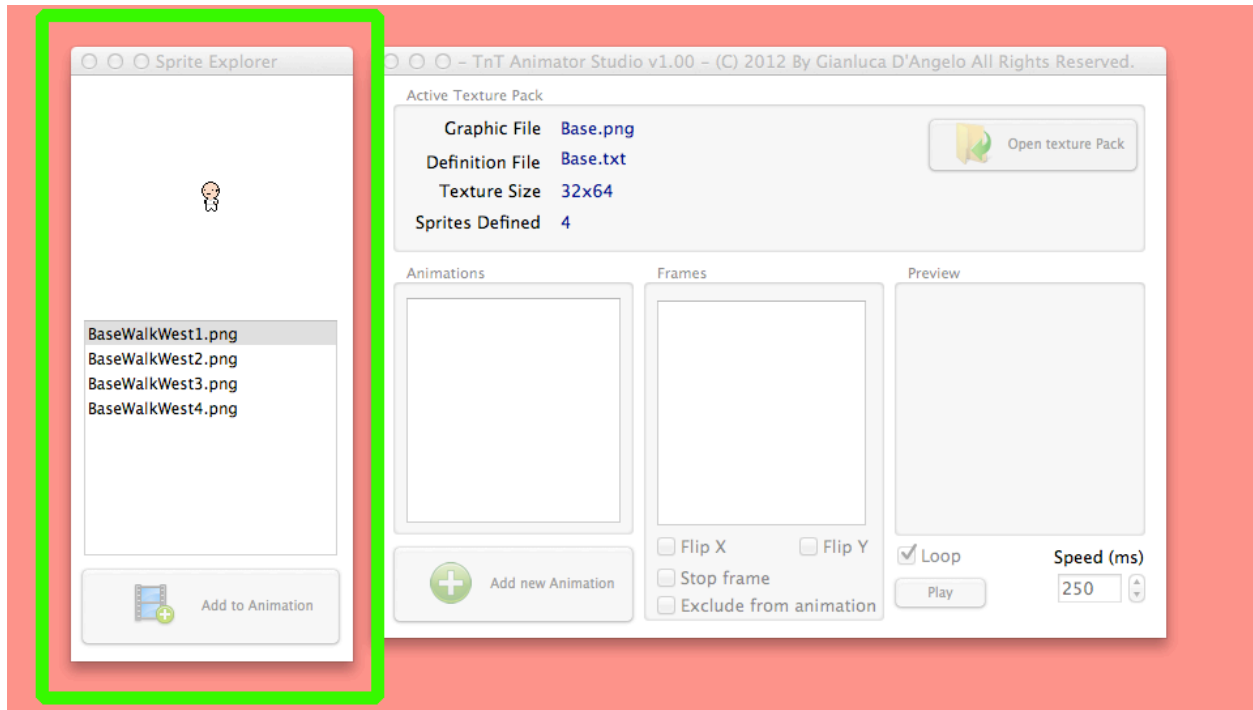 Sprite Explorer
BaseWalkWest1.png
BaseWalkWest2.png
BaseWalkWest3.png
BaseWalkWest4.png
Add to Animation
– TnT Animator Studio v1.00 – (C) 2012 By Gianluca D'Angelo All Rights Reserved.
Active Texture Pack
Graphic File Base.png
Definition File Base.txt
Texture Size 32x64
Sprites Defined 4
Open texture Pack
Animations
Add new Animation
Frames
Flip X Flip Y
Stop frame
Exclude from animation
Preview
Loop
Speed (ms)
Play
250